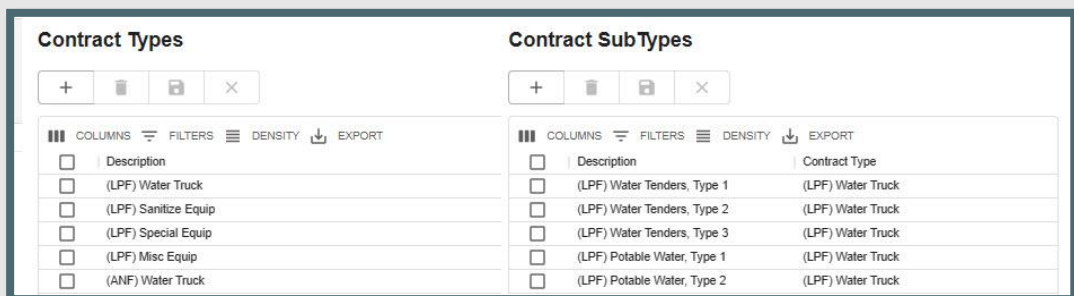 Contract Types
COLUMNS FILTERS DENSITY EXPORT
Description
(LPF) Water Truck
(LPF) Sanitize Equip
(LPF) Special Equip
(LPF) Misc Equip
(ANF) Water Truck
Contract SubTypes
COLUMNS FILTERS DENSITY EXPORT
Description Contract Type
(LPF) Water Tenders, Type 1 (LPF) Water Truck
(LPF) Water Tenders, Type 2 (LPF) Water Truck
(LPF) Water Tenders, Type 3 (LPF) Water Truck
(LPF) Potable Water, Type 1 (LPF) Water Truck
(LPF) Potable Water, Type 2 (LPF) Water Truck